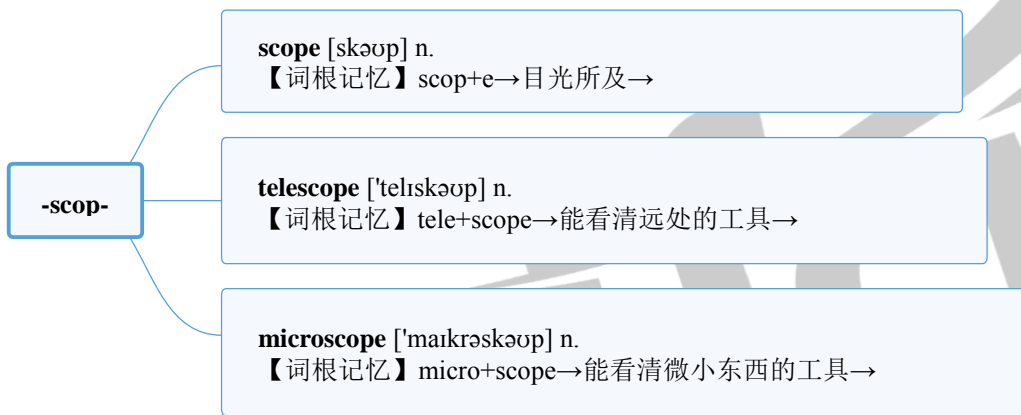 scope [skəʊp] n.
【词根记忆】scop+e→目光所及→
telescope ['telɪskəʊp] n.
【词根记忆】tele+scope→能看清远处的工具→
-scop-
microscope ['maɪkrəskəʊp] n.
【词根记忆】micro+scope→能看清微小东西的工具→